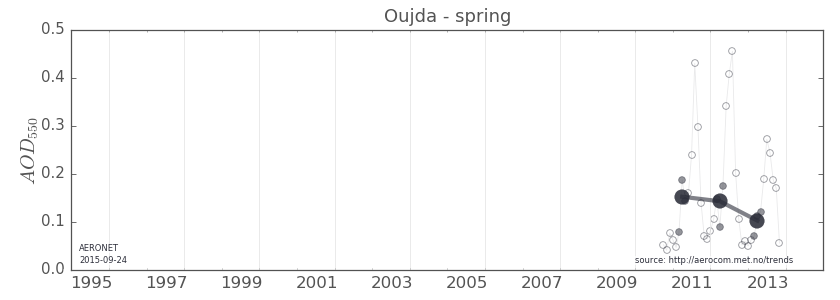 Oujda - spring
0.5
0.4
0.3
0.2
0.1
0.0
AOD550
AERONET
2015-09-24
source: http://aerocom.met.no/trends
1995 1997 1999 2001 2003 2005 2007 2009 2011 2013